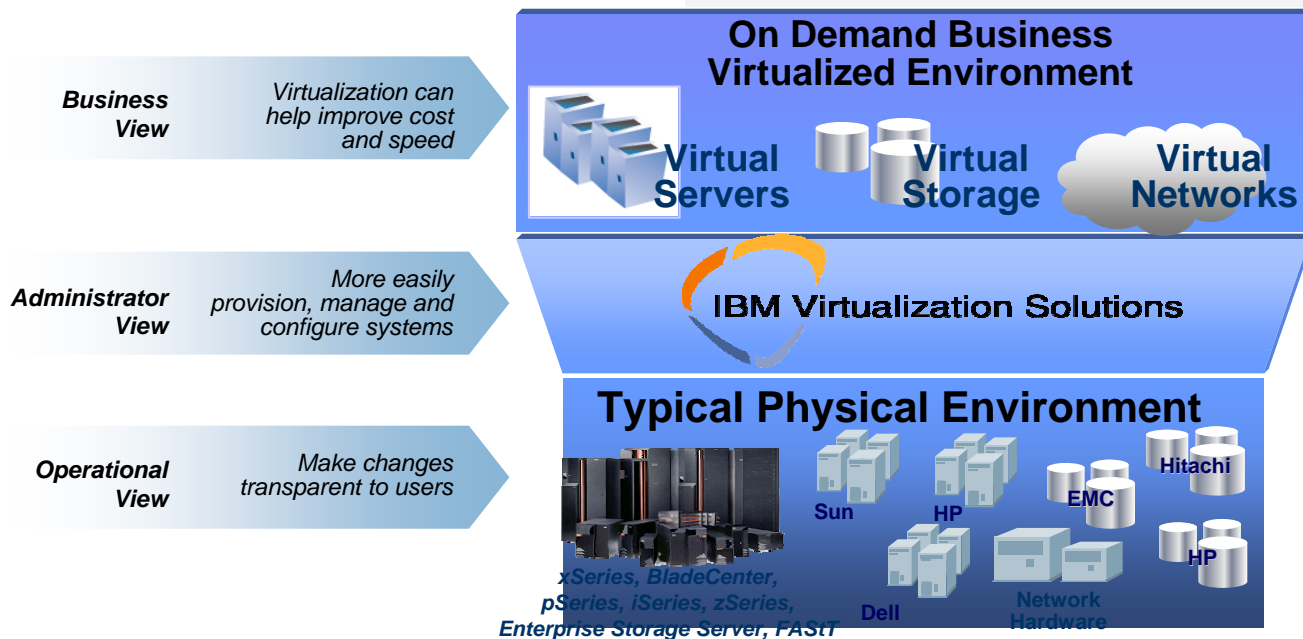 On Demand Business
Virtualized Environment
Business
View
Virtualization can
help improve cost
and speed
Virtual
Servers
Virtual
Storage
Virtual
Networks
Administrator
View
More easily
provision, manage and
configure systems
IBM Virtualization Solutions
Typical Physical Environment
Operational
View
Make changes
transparent to users
Sun
HP
EMC
Hitachi
HP
Dell
Network
Hardware
xSeries, BladeCenter,
pSeries, iSeries, zSeries,
Enterprise Storage Server, FAStT